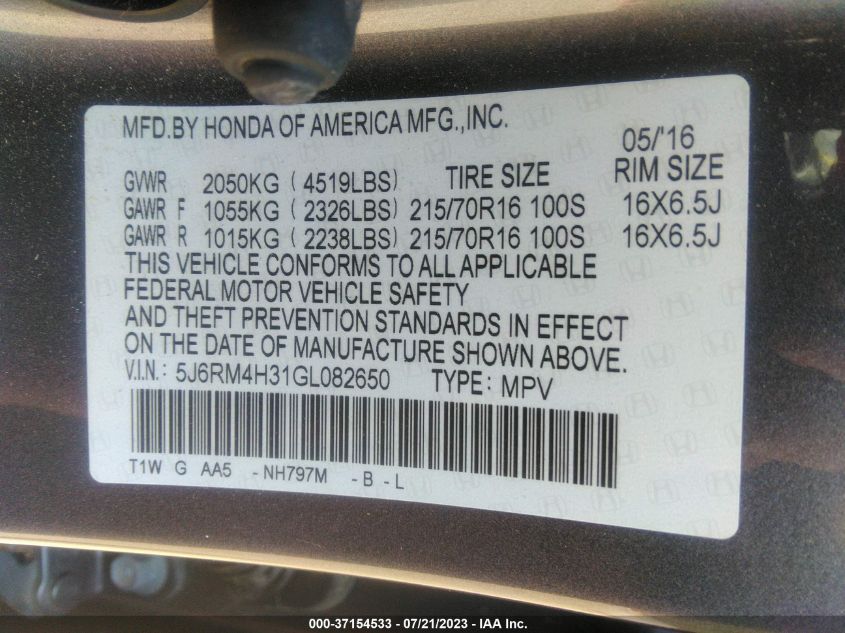 MFD.BY HONDA OF AMERICA MFG.,INC.
05/'16
GVWR 2050KG ( 4519LBS) TIRE SIZE RIM SIZE
GAWR F 1055KG ( 2326LBS) 215/70R16 100S 16X6.5J
GAWR R 1015KG ( 2238LBS) 215/70R16 100S 16X6.5J
THIS VEHICLE CONFORMS TO ALL APPLICABLE
FEDERAL MOTOR VEHICLE SAFETY
AND THEFT PREVENTION STANDARDS IN EFFECT
ON THE DATE OF MANUFACTURE SHOWN ABOVE.
V.I.N.: 5J6RM4H31GL082650 TYPE: MPV
T1W G AA5 -NH797M -B -L
000-37154533 / 07/21/2023 - IAA Inc.